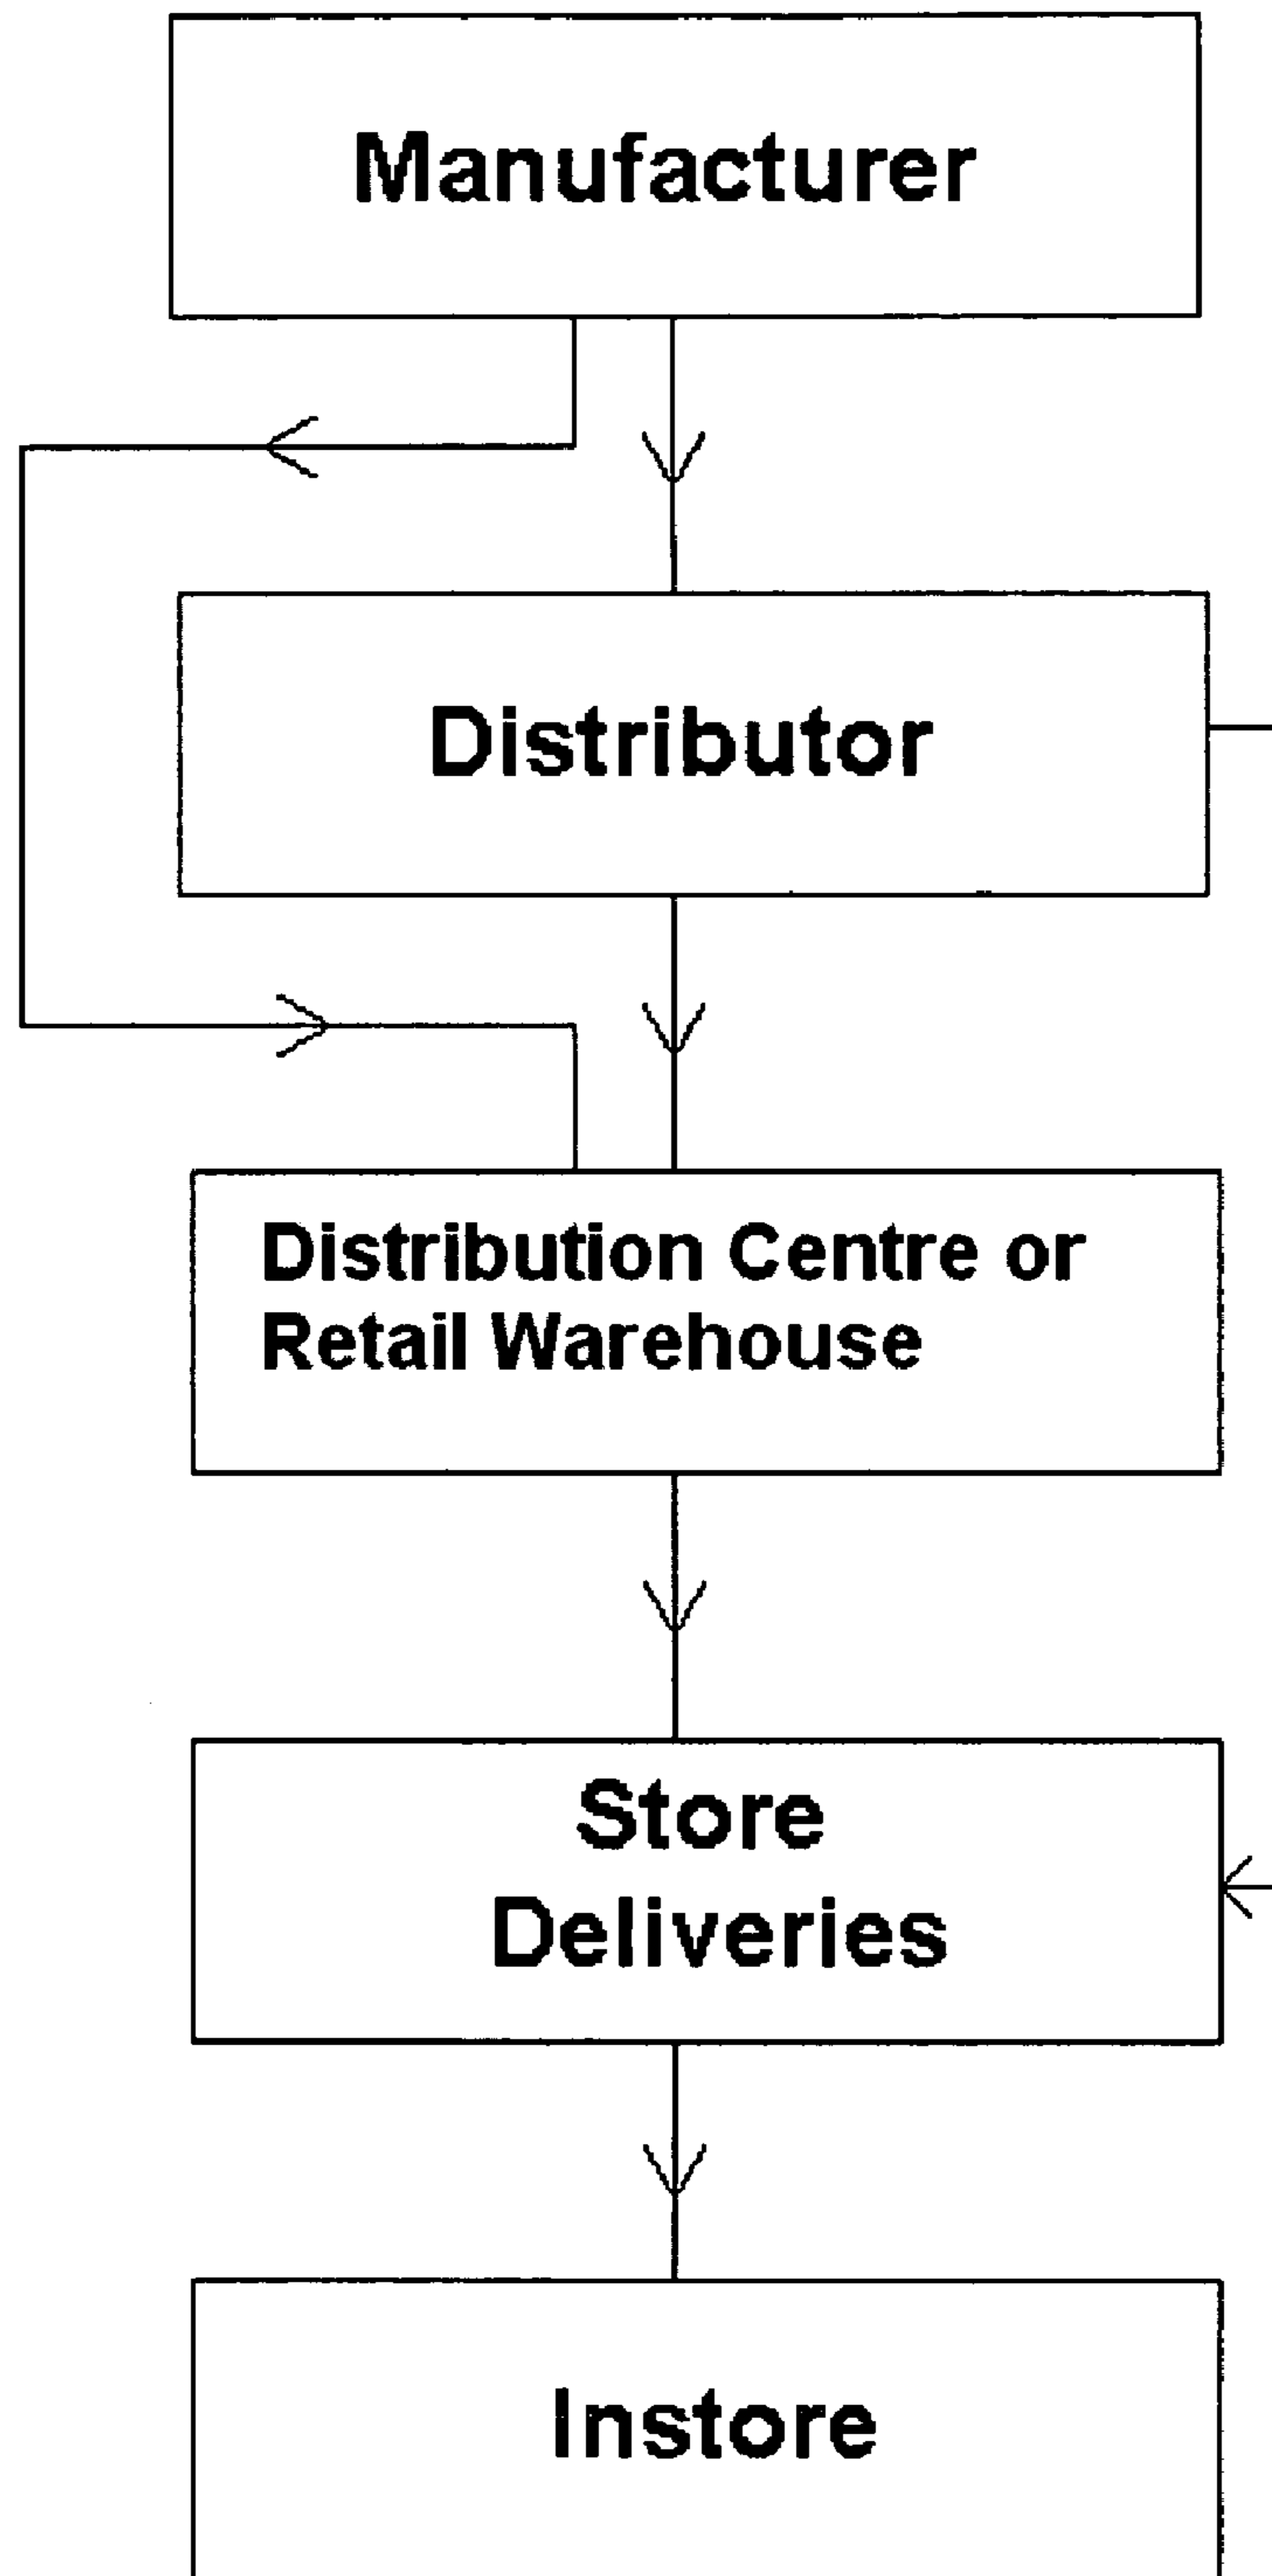 Manufacturer
Distributor
Distribution Centre or
Retail Warehouse
Store
Deliveries
Instore